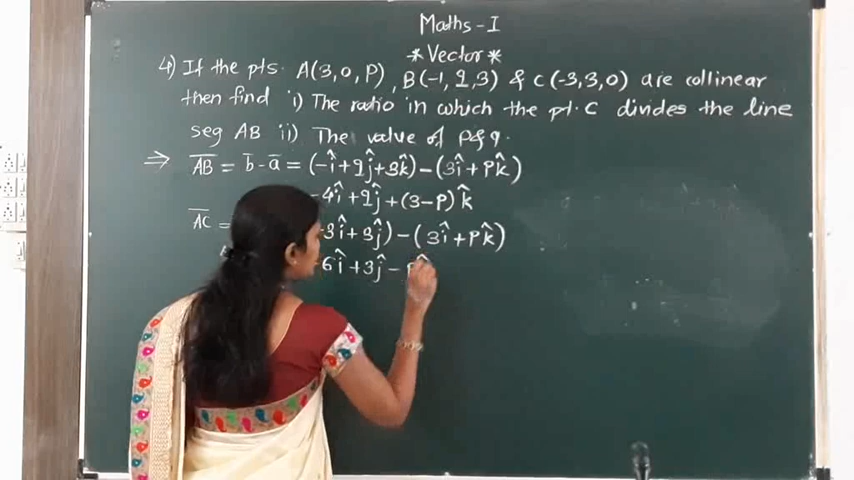 Maths-I
*Vector*
4) If the pts. A(3,0,P), B(-1,q,3) & C(-3,3,0) are collinear
then find i) The ratio in which the pt. C divides the line
seg AB ii) The value of P & q.
⇒ A̅B̅ = b̅ - a̅ = (-î+qĵ+3k̂) - (3î+Pk̂)
-4î+qĵ+(3-P)k̂
A̅C̅ = 3î+3ĵ) - (3î+Pk̂)
6î+3ĵ-P